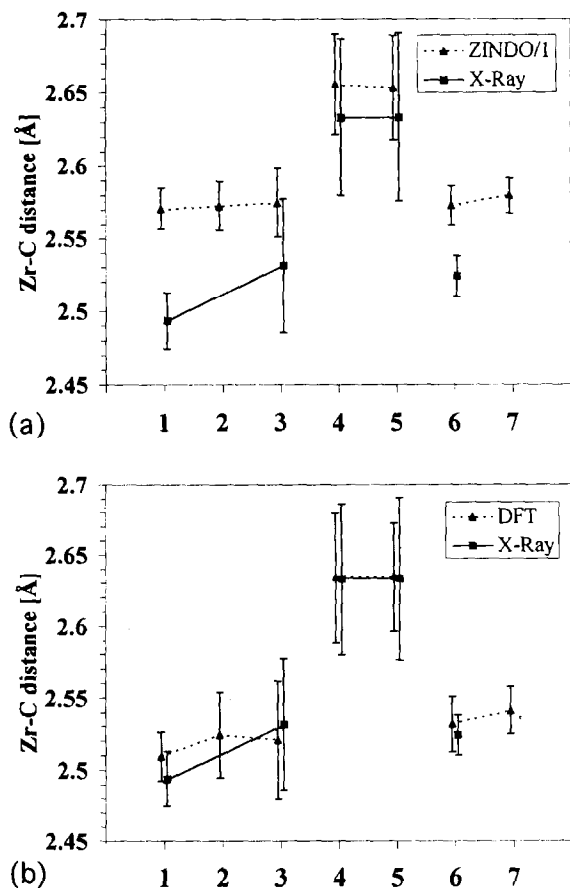 2.7
2.65
2.6
2.55
2.5
2.45
Zr-C distance [Å]
ZINDO/1
X-Ray
1 2 3 4 5 6 7
(a)
2.7
2.65
2.6
2.55
2.5
2.45
Zr-C distance [Å]
DFT
X-Ray
1 2 3 4 5 6 7
(b)